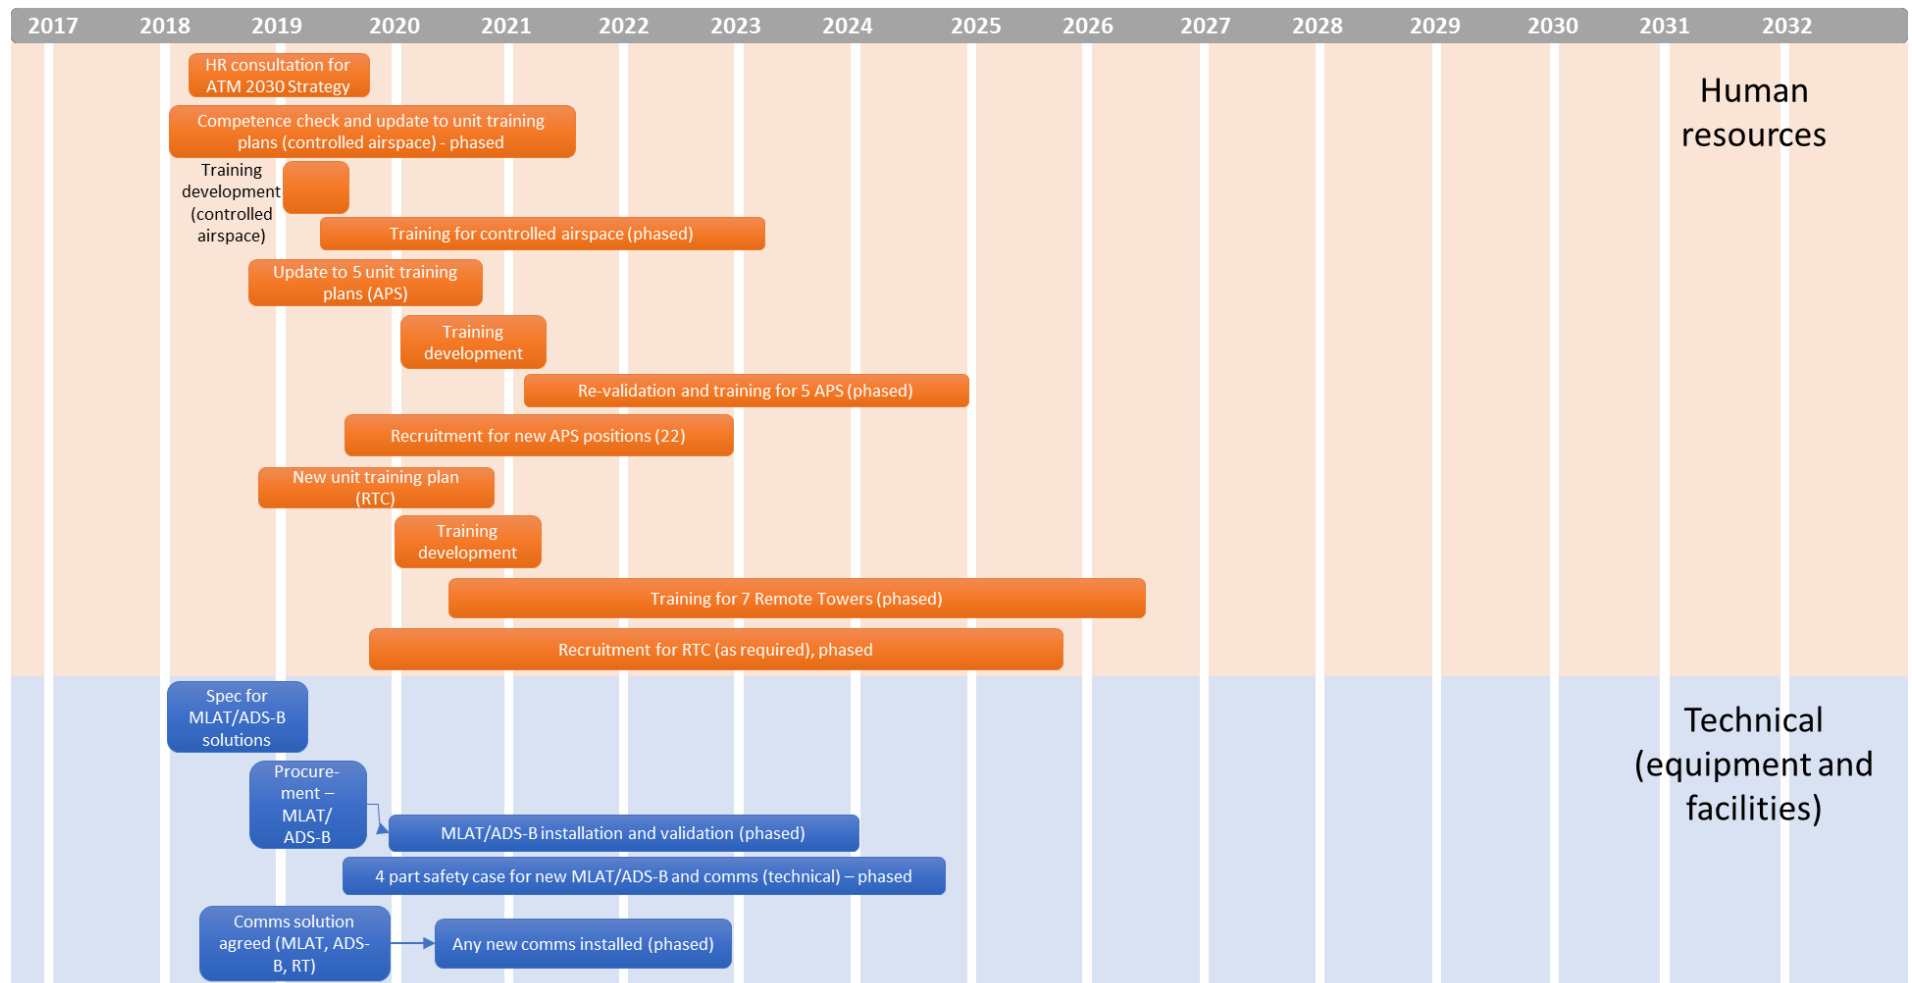 2017 2018 2019 2020 2021 2022 2023 2024 2025 2026 2027 2028 2029 2030 2031 2032
Human
resources
HR consultation for
ATM 2030 Strategy
Competence check and update to unit training
plans (controlled airspace) - phased
Training
development
(controlled
airspace)
Training for controlled airspace (phased)
Update to 5 unit training
plans (APS)
Training
development
Re-validation and training for 5 APS (phased)
Recruitment for new APS positions (22)
New unit training plan
(RTC)
Training
development
Training for 7 Remote Towers (phased)
Recruitment for RTC (as required), phased
Technical
(equipment and
facilities)
Spec for
MLAT/ADS-B
solutions
Procure-
ment –
MLAT/
ADS-B
MLAT/ADS-B installation and validation (phased)
4 part safety case for new MLAT/ADS-B and comms (technical) – phased
Comms solution
agreed (MLAT, ADS-
B, RT)
Any new comms installed (phased)